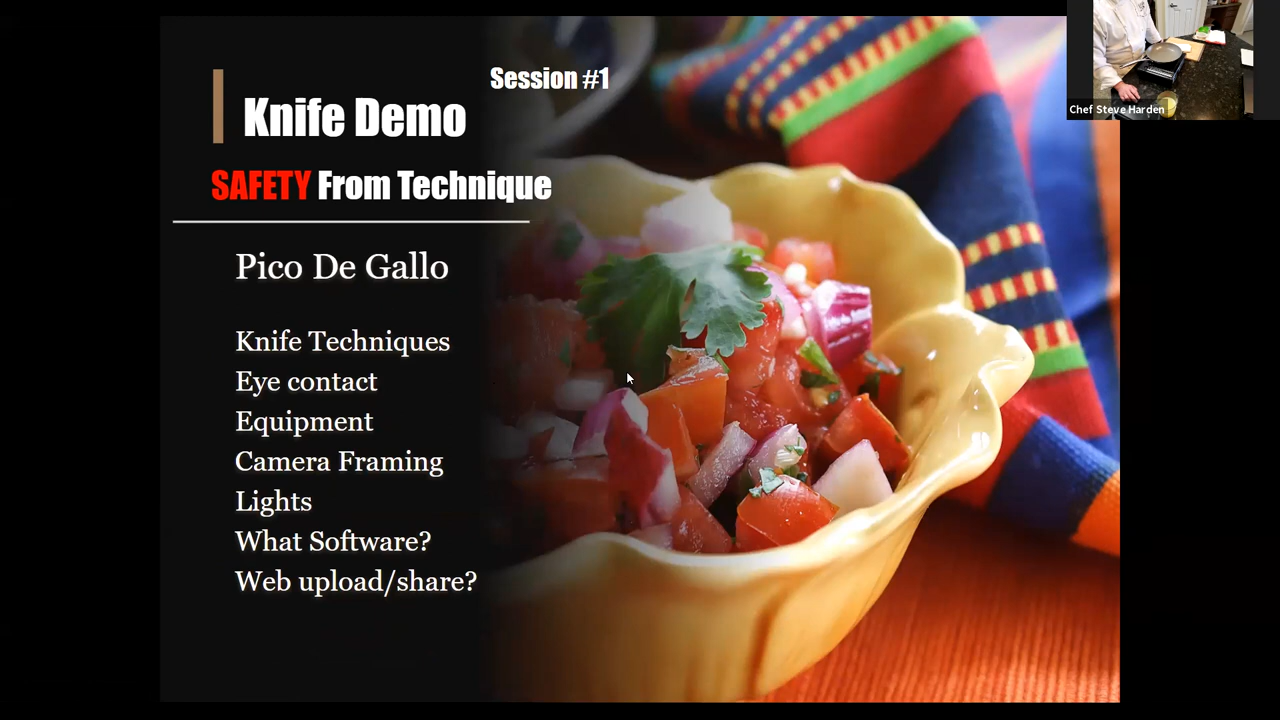 Session #1
Knife Demo
SAFETY From Technique
Pico De Gallo
Knife Techniques
Eye contact
Equipment
Camera Framing
Lights
What Software?
Web upload/share?
Chef Steve Harden